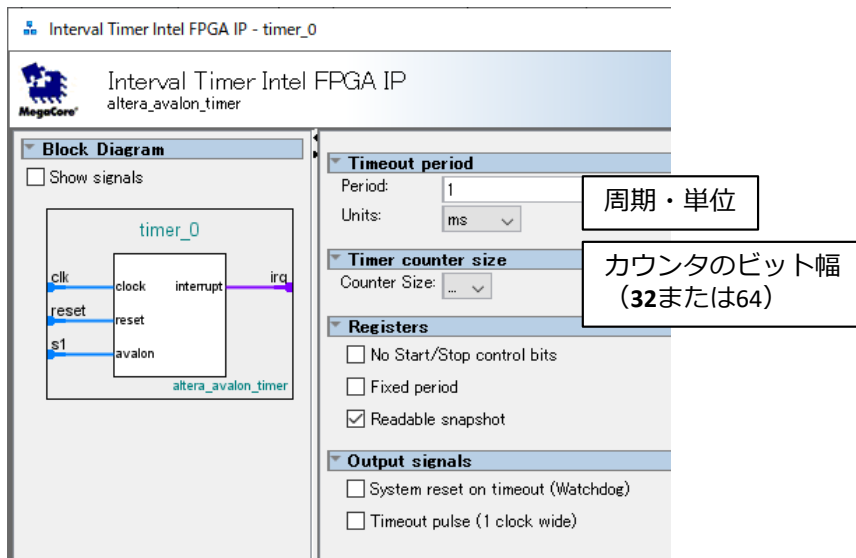 Interval Timer Intel FPGA IP - timer_0
Interval Timer Intel FPGA IP
altera_avalon_timer
MegaCore'
Block Diagram
Show signals
timer_0
clk
clock
interrupt
irq
reset
reset
s1
avalon
altera_avalon_timer
Timeout period
Period:
1
Units:
ms
周期・単位
Timer counter size
Counter Size:
...
カウンタのビット幅
（32または64）
Registers
No Start/Stop control bits
Fixed period
Readable snapshot
Output signals
System reset on timeout (Watchdog)
Timeout pulse (1 clock wide)